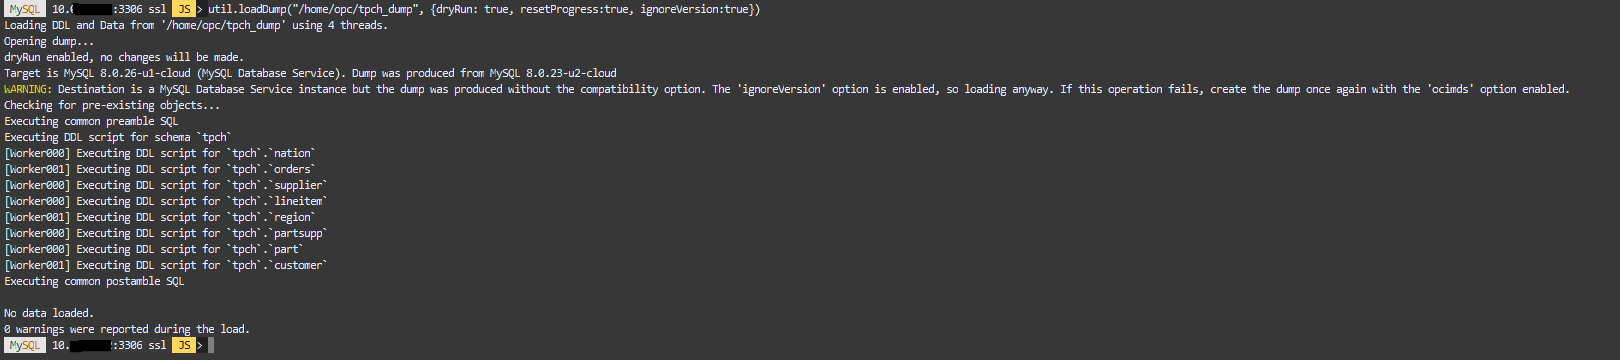 MySQL 10. :3306 ssl JS > util.loadDump("/home/opc/tpch_dump", {dryRun: true, resetProgress:true, ignoreVersion:true})
Loading DDL and Data from '/home/opc/tpch_dump' using 4 threads.
Opening dump...
dryRun enabled, no changes will be made.
Target is MySQL 8.0.26-u1-cloud (MySQL Database Service). Dump was produced from MySQL 8.0.23-u2-cloud
WARNING: Destination is a MySQL Database Service instance but the dump was produced without the compatibility option. The 'ignoreVersion' option is enabled, so loading anyway. If this operation fails, create the dump once again with the 'ocimds' option enabled.
Checking for pre-existing objects...
Executing common preamble SQL
Executing DDL script for schema `tpch`
[Worker000] Executing DDL script for `tpch`.`nation`
[Worker001] Executing DDL script for `tpch`.`orders`
[Worker000] Executing DDL script for `tpch`.`supplier`
[Worker000] Executing DDL script for `tpch`.`lineitem`
[Worker001] Executing DDL script for `tpch`.`region`
[Worker000] Executing DDL script for `tpch`.`partsupp`
[Worker000] Executing DDL script for `tpch`.`part`
[Worker001] Executing DDL script for `tpch`.`customer`
Executing common postamble SQL
No data loaded.
0 warnings were reported during the load.
MySQL 10. :3306 ssl JS >